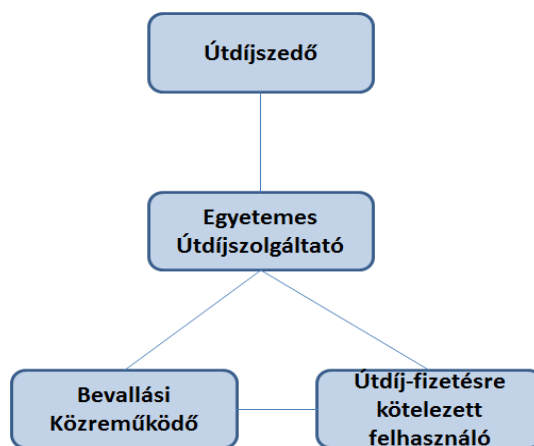 Útdíjszedő
Egyetemes
Útdíjszolgáltató
Bevallási
Közreműködő
Útdíj-fizetésre
kötelezett
felhasználó